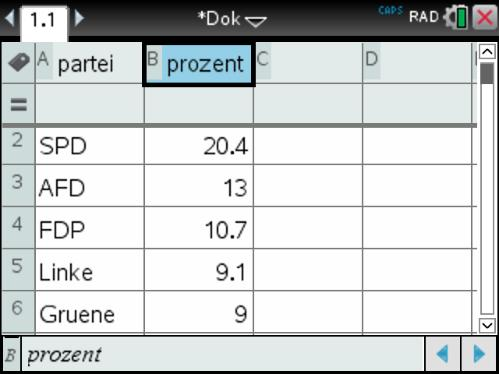 1.1 *Dok CAPS RAD
A partei B prozent C D
=
2 SPD 20.4
3 AFD 13
4 FDP 10.7
5 Linke 9.1
6 Gruene 9
B prozent